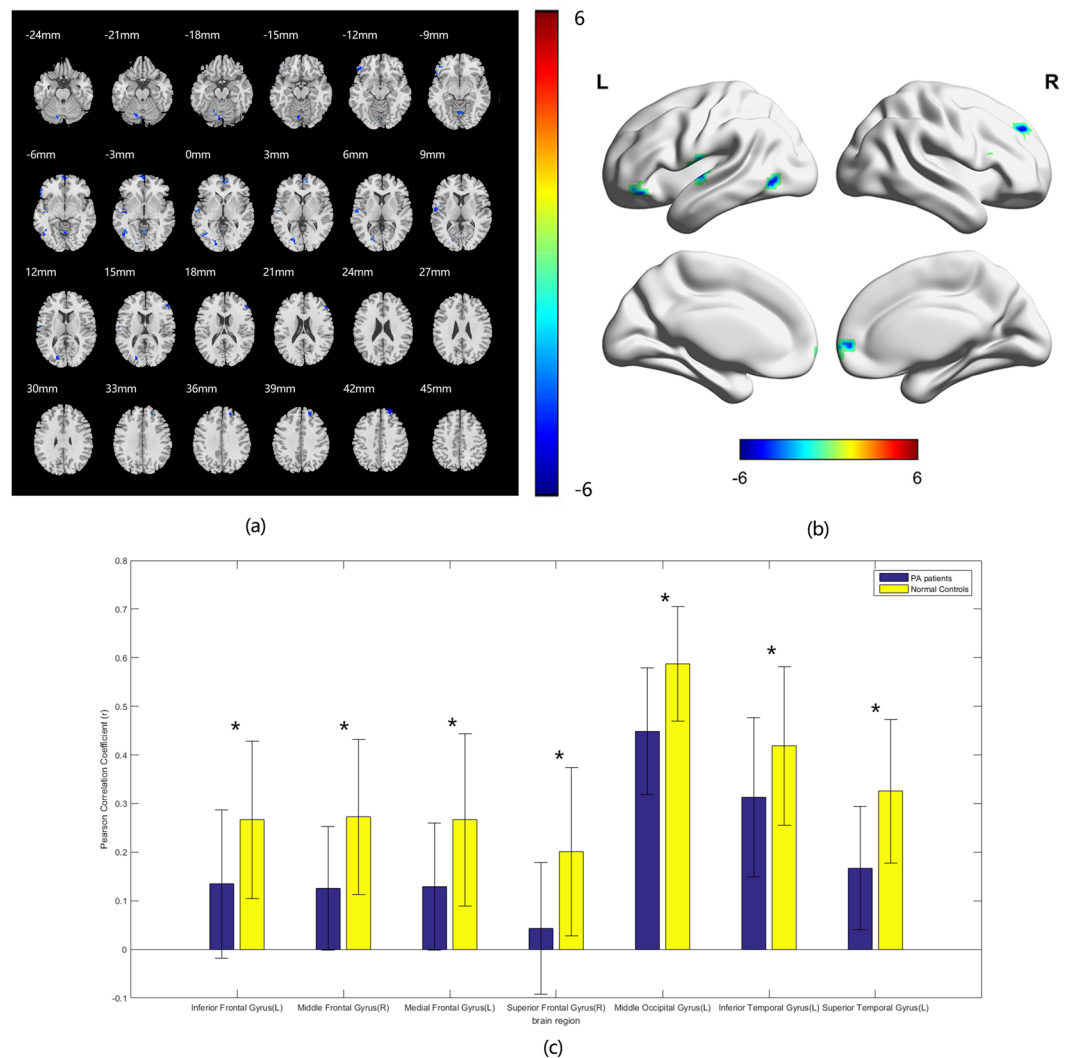 -24mm -21mm -18mm -15mm -12mm -9mm
-6mm -3mm 0mm 3mm 6mm 9mm
12mm 15mm 18mm 21mm 24mm 27mm
30mm 33mm 36mm 39mm 42mm 45mm
6
-6
(a)
L R
-6 6
(b)
0.8
0.7
0.6
0.5
0.4
0.3
0.2
0.1
0
-0.1
Pearson Correlation Coefficient (r)
PA patients
Normal Controls
* * * * * * *
Inferior Frontal Gyrus(L) Middle Frontal Gyrus(R) Medial Frontal Gyrus(L) Superior Frontal Gyrus(R) Middle Occipital Gyrus(L) Inferior Temporal Gyrus(L) Superior Temporal Gyrus(L)
brain region
(c)